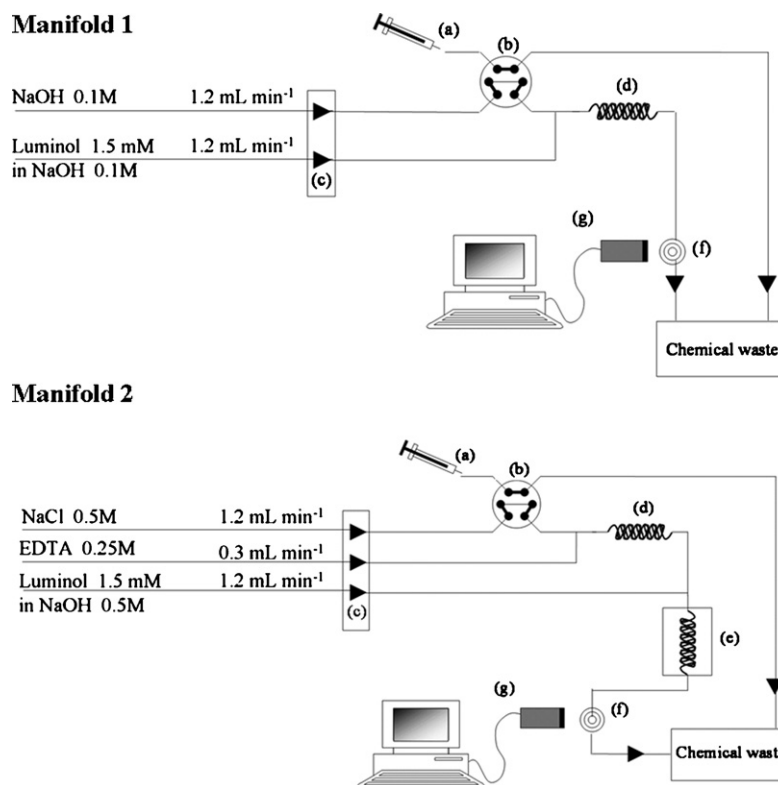 Manifold 1
(a)
(b)
NaOH 0.1M 1.2 mL min-1
(d)
Luminol 1.5 mM 1.2 mL min-1
in NaOH 0.1M
(c)
(g)
(f)
Chemical waste
Manifold 2
(a)
(b)
NaCl 0.5M 1.2 mL min-1
(d)
EDTA 0.25M 0.3 mL min-1
Luminol 1.5 mM 1.2 mL min-1
in NaOH 0.5M
(c)
(e)
(g)
(f)
Chemical wast